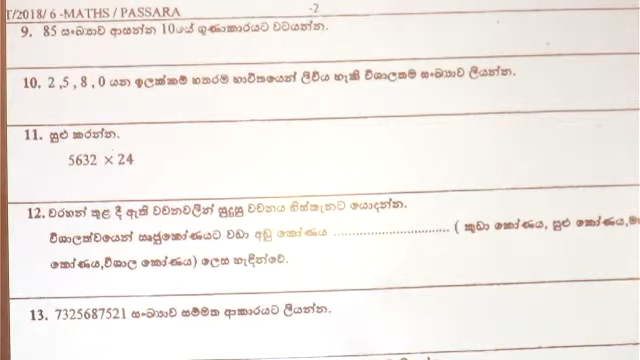 T/2018/ 6 -MATHS / PASSARA -2
9. 85 සංඛ්‍යාව ආසන්න 10යේ ගුණාකාරයට වටයන්න.
10. 2 ,5 , 8 , 0 යන ඉලක්කම් හතරම භාවිතයෙන් ලිවිය හැකි විශාලතම සංඛ්‍යාව ලියන්න.
11. සුළු කරන්න.
5632 × 24
12. වරහන් තුළ දී ඇති වචනවලින් සුදුසු වචනය හිස්තැනට යොදන්න.
විශාලත්වයෙන් සෘජුකෝණයට වඩා අඩු කෝණය ................................ ( කුඩා කෝණය, සුළු කෝණය,
කෝණය,විශාල කෝණය) ලෙස හැඳින්වේ.
13. 7325687521 සංඛ්‍යාව සම්මත ආකාරයට ලියන්න.